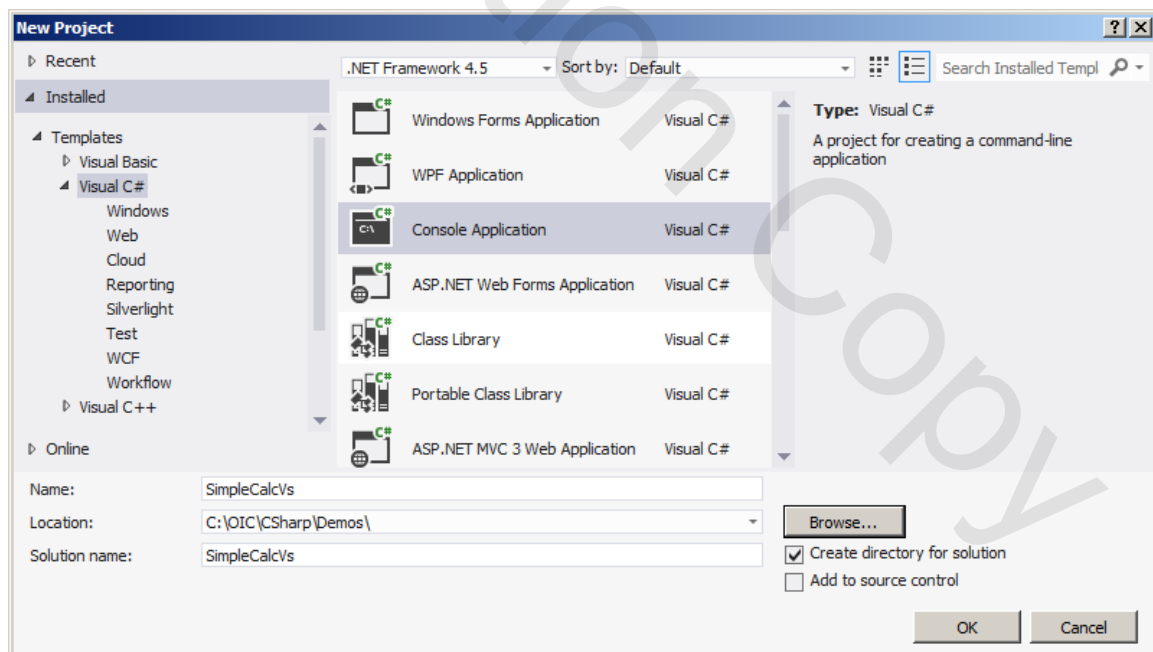 New Project
? X
Recent
.NET Framework 4.5 Sort by: Default Search Installed Templ
Installed
Templates
Visual Basic
Visual C#
Windows
Web
Cloud
Reporting
Silverlight
Test
WCF
Workflow
Visual C++
Online
C# Windows Forms Application Visual C#
C# WPF Application Visual C#
C# C:\ Console Application Visual C#
C# ASP.NET Web Forms Application Visual C#
C# Class Library Visual C#
C# Portable Class Library Visual C#
C# ASP.NET MVC 3 Web Application Visual C#
Type: Visual C#
A project for creating a command-line
application
Name: SimpleCalcVs
Location: C:\OIC\CSharp\Demos\ Browse...
Solution name: SimpleCalcVs
Create directory for solution
Add to source control
OK Cancel
tion Copy